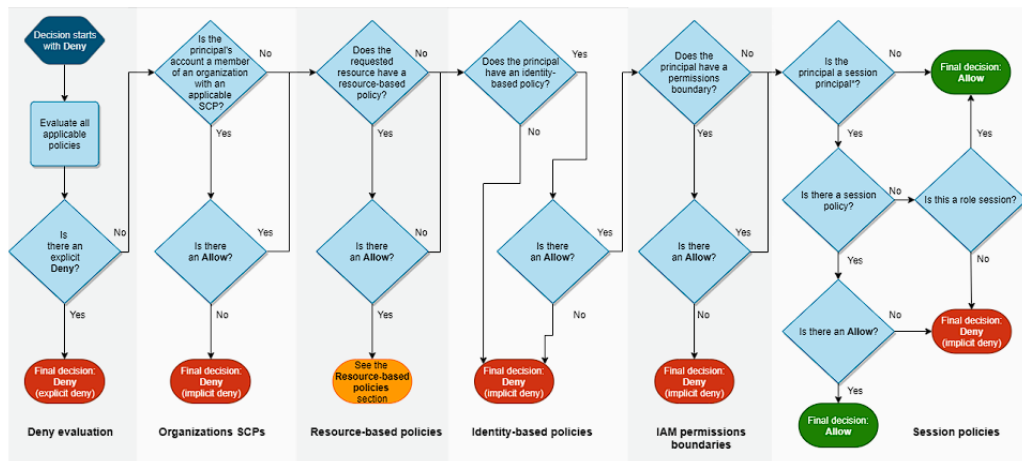 Decision starts
with Deny
Evaluate all
applicable
policies
Is
there an
explicit
Deny?
No
Yes
Final decision:
Deny
(explicit deny)
Deny evaluation
Is the
principal's
account a member
of an organization
with an
applicable
SCP?
No
Yes
Is there
an Allow?
Yes
No
Final decision:
Deny
(implicit deny)
Organizations SCPs
Does the
requested
resource have a
resource-based
policy?
No
Yes
Is there
an Allow?
No
Yes
See the
Resource-based
policies
section
Resource-based policies
Does the principal
have an identity-
based policy?
Yes
No
Is there
an Allow?
Yes
No
Final decision:
Deny
(implicit deny)
Identity-based policies
Does the
principal have a
permissions
boundary?
No
Yes
Is there
an Allow?
Yes
No
Final decision:
Deny
(implicit deny)
IAM permissions
boundaries
Is the
principal a session
principal*?
No
Yes
Final decision:
Allow
Is there a session
policy?
No
Yes
Is this a role session?
Yes
No
Is there an Allow?
No
Yes
Final decision:
Deny
(implicit deny)
Final decision:
Allow
Session policies